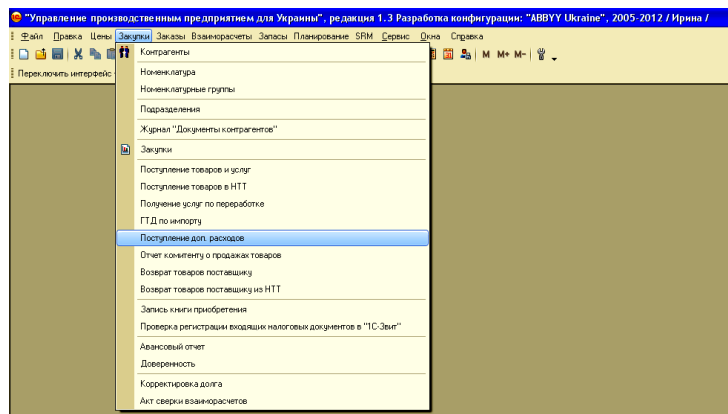 "Управление производственным предприятием для Украины", редакция 1.3 Разработка конфигурации: "ABBYY Ukraine", 2005-2012 / Ирина /
Файл Правка Цены Закупки Заказы Взаиморасчеты Запасы Планирование SRM Сервис Окна Справка
M M+ M-
Переключить интерфейс
Контрагенты
Номенклатура
Номенклатурные группы
Подразделения
Журнал "Документы контрагентов"
Закупки
Поступление товаров и услуг
Поступление товаров в НТТ
Получение услуг по переработке
ГТД по импорту
Поступление доп. расходов
Отчет комитенту о продажах товаров
Возврат товаров поставщику
Возврат товаров поставщику из НТТ
Запись книги приобретения
Проверка регистрации входящих налоговых документов в "1С-Звит"
Авансовый отчет
Доверенность
Корректировка долга
Акт сверки взаиморасчетов